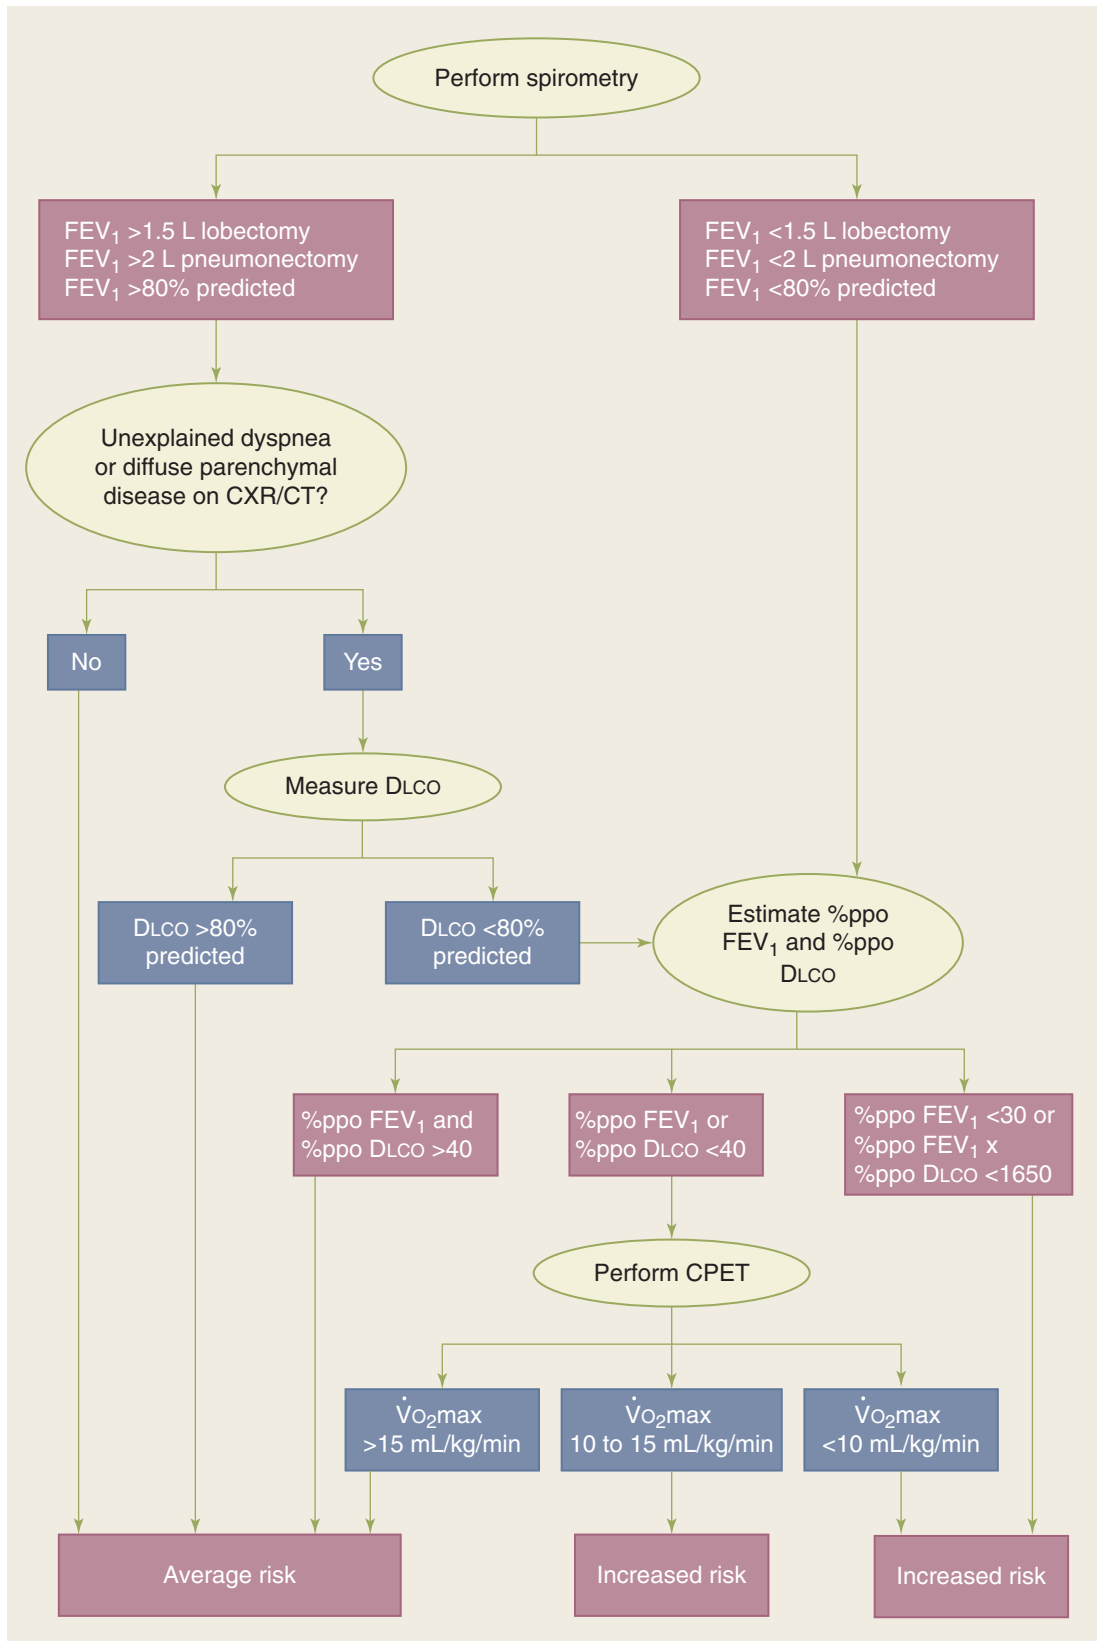 Perform spirometry
FEV₁ >1.5 L lobectomy
FEV₁ >2 L pneumonectomy
FEV₁ >80% predicted
FEV₁ <1.5 L lobectomy
FEV₁ <2 L pneumonectomy
FEV₁ <80% predicted
Unexplained dyspnea
or diffuse parenchymal
disease on CXR/CT?
No
Yes
Measure DLCO
DLCO >80%
predicted
DLCO <80%
predicted
Estimate %ppo
FEV₁ and %ppo
DLCO
%ppo FEV₁ and
%ppo DLCO >40
%ppo FEV₁ or
%ppo DLCO <40
%ppo FEV₁ <30 or
%ppo FEV₁ x
%ppo DLCO <1650
Perform CPET
V̇O₂max
>15 mL/kg/min
V̇O₂max
10 to 15 mL/kg/min
V̇O₂max
<10 mL/kg/min
Average risk
Increased risk
Increased risk